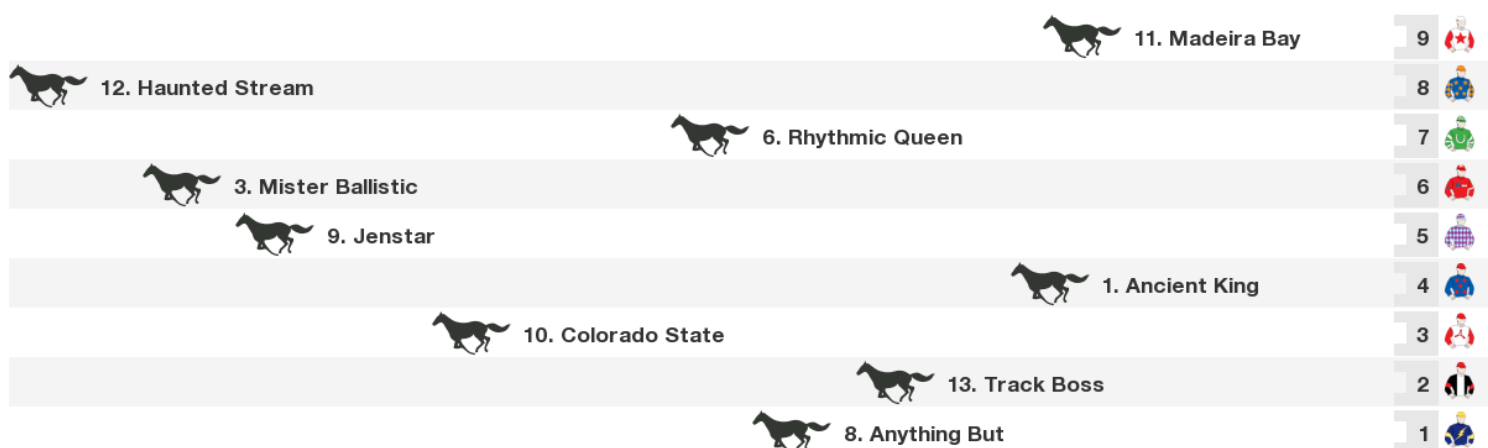 11. Madeira Bay 9
12. Haunted Stream 8
6. Rhythmic Queen 7
3. Mister Ballistic 6
9. Jenstar 5
1. Ancient King 4
10. Colorado State 3
13. Track Boss 2
8. Anything But 1